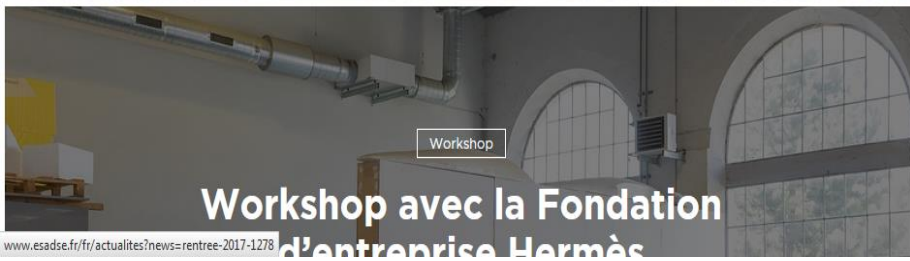 Workshop
Workshop avec la Fondation
d'entreprise Hermès
www.esadse.fr/fr/actualites?news=rentree-2017-1278